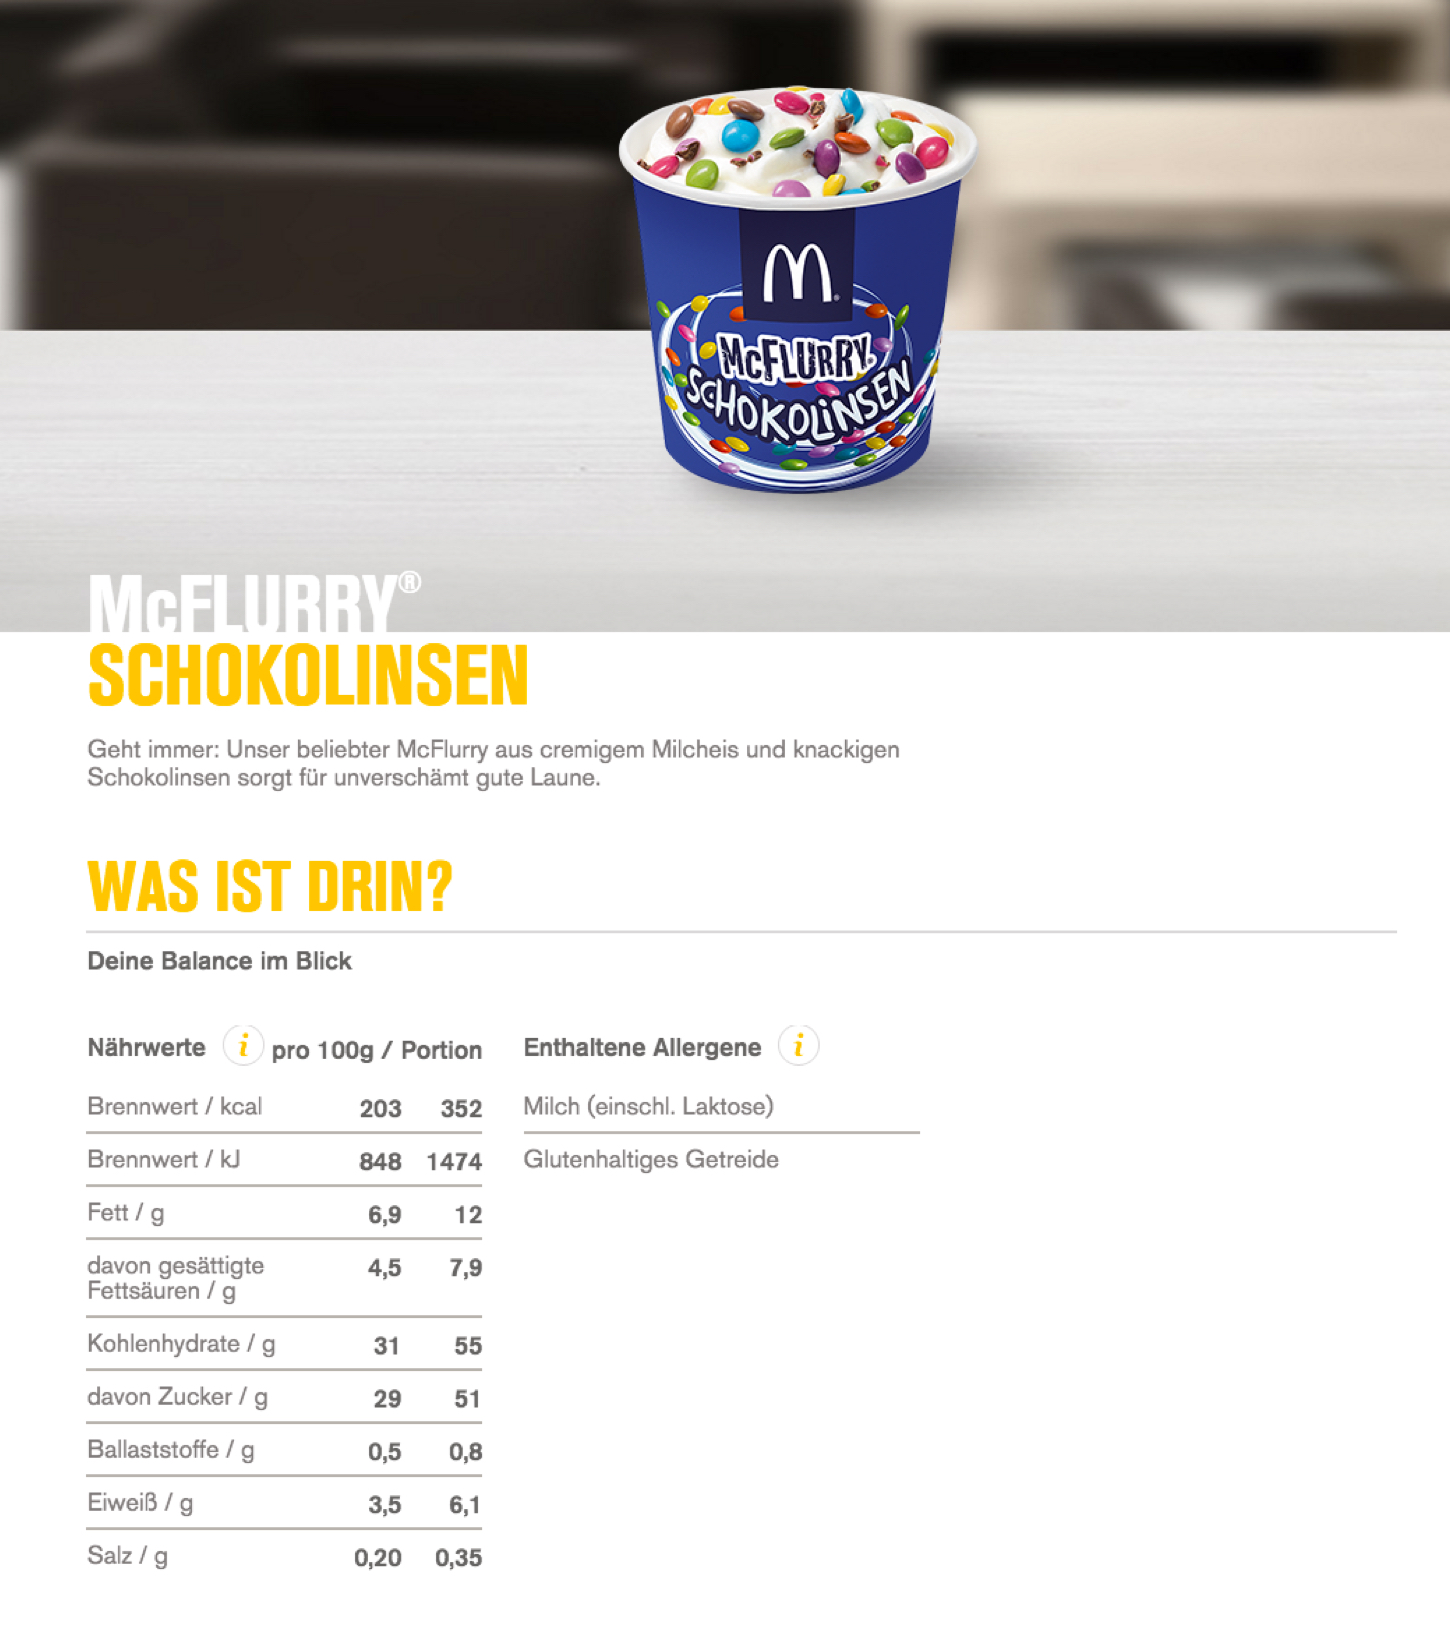 M
McFLURRY®
SCHOKOLINSEN
McFLURRY®
SCHOKOLINSEN
Geht immer: Unser beliebter McFlurry aus cremigem Milcheis und knackigen
Schokolinsen sorgt für unverschämt gute Laune.
WAS IST DRIN?
Deine Balance im Blick
Nährwerte i pro 100g / Portion
Brennwert / kcal 203 352
Brennwert / kJ 848 1474
Fett / g 6,9 12
davon gesättigte 4,5 7,9
Fettsäuren / g
Kohlenhydrate / g 31 55
davon Zucker / g 29 51
Ballaststoffe / g 0,5 0,8
Eiweiß / g 3,5 6,1
Salz / g 0,20 0,35
Enthaltene Allergene i
Milch (einschl. Laktose)
Glutenhaltiges Getreide